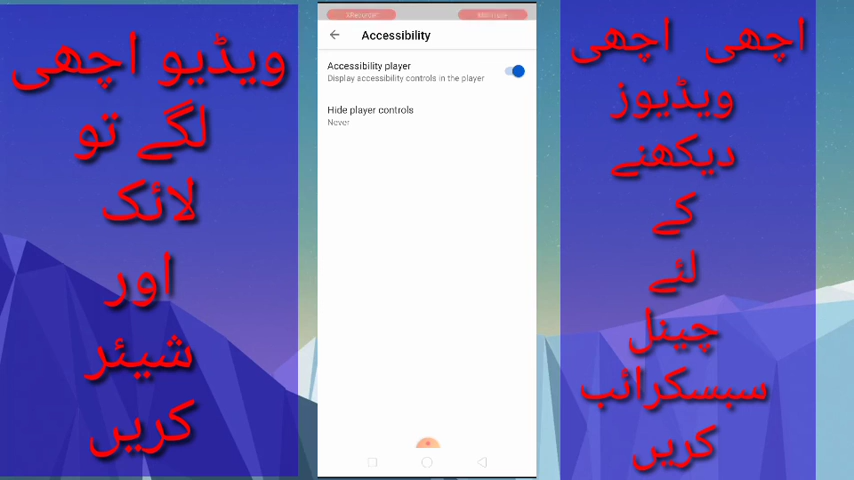 ویڈیو اچھی
لگے تو
لائک
اور
شیئر
کریں
Accessibility
Accessibility player
Display accessibility controls in the player
Hide player controls
Never
اچھی اچھی
ویڈیوز
دیکھنے
کے
لئے
چینل
سبسکرائب
کریں